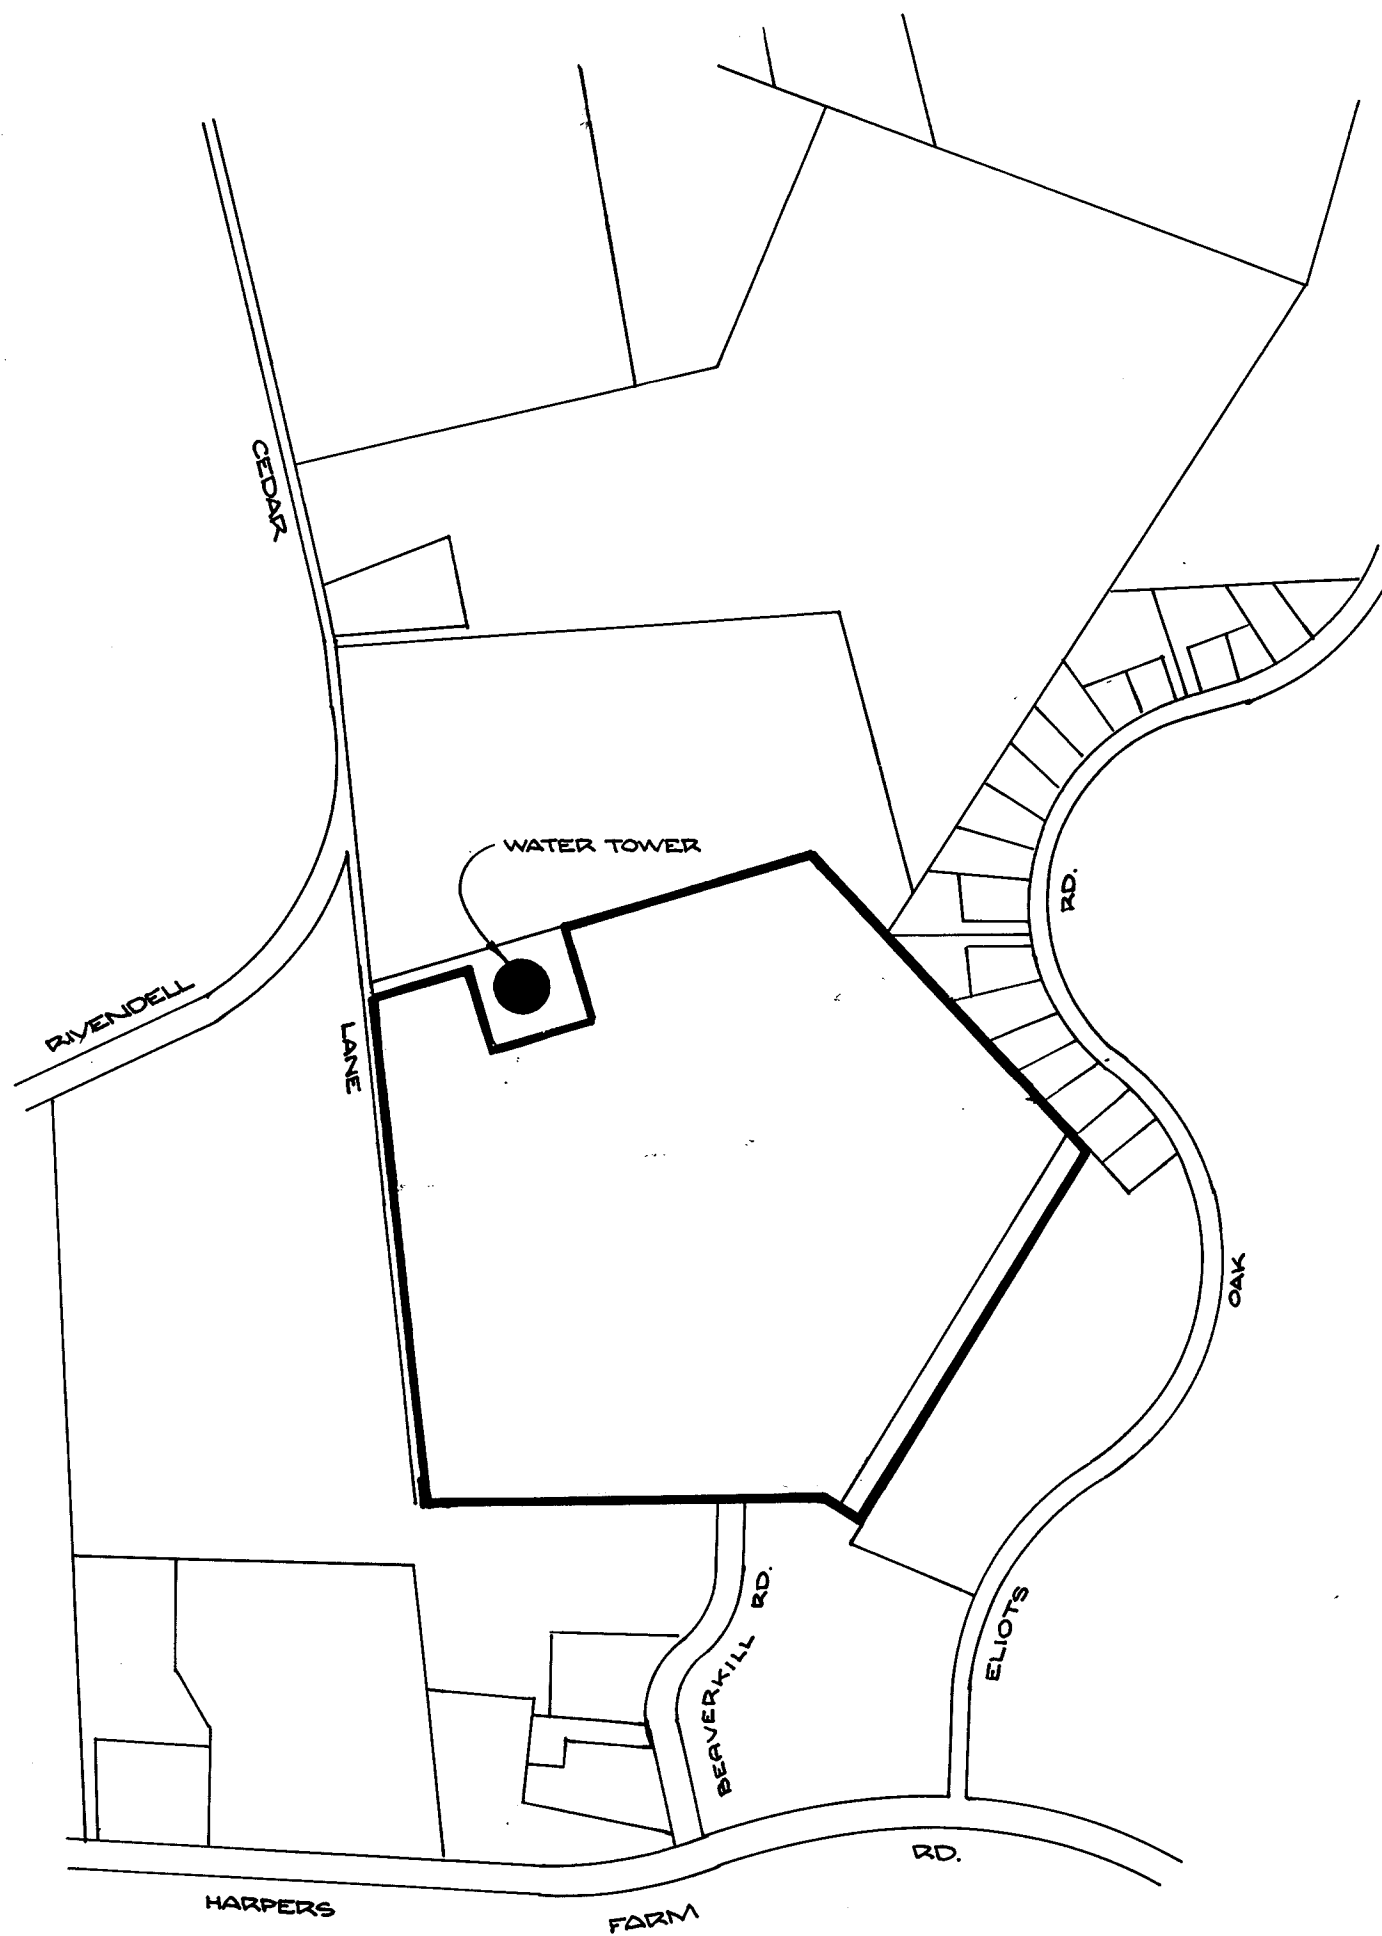 CEDAR
WATER TOWER
RD.
RIVENDELL
LANE
OAK
BEAVERKILL RD.
ELIOTS
RD.
HARPERS
FARM